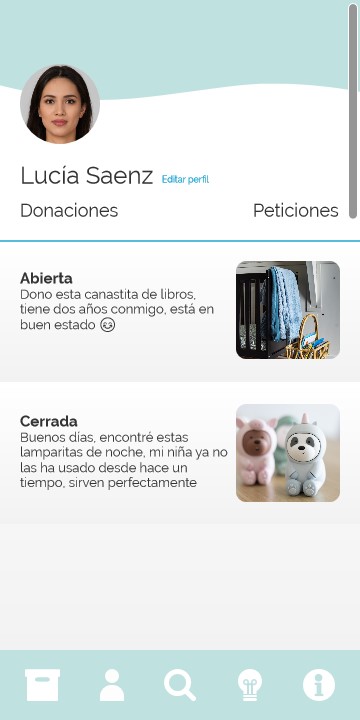 Lucía Saenz Editar perfil
Donaciones Peticiones
Abierta
Dono esta canastita de libros,
tiene dos años conmigo, está en
buen estado
Cerrada
Buenos días, encontré estas
lamparitas de noche, mi niña ya no
las ha usado desde hace un
tiempo, sirven perfectamente